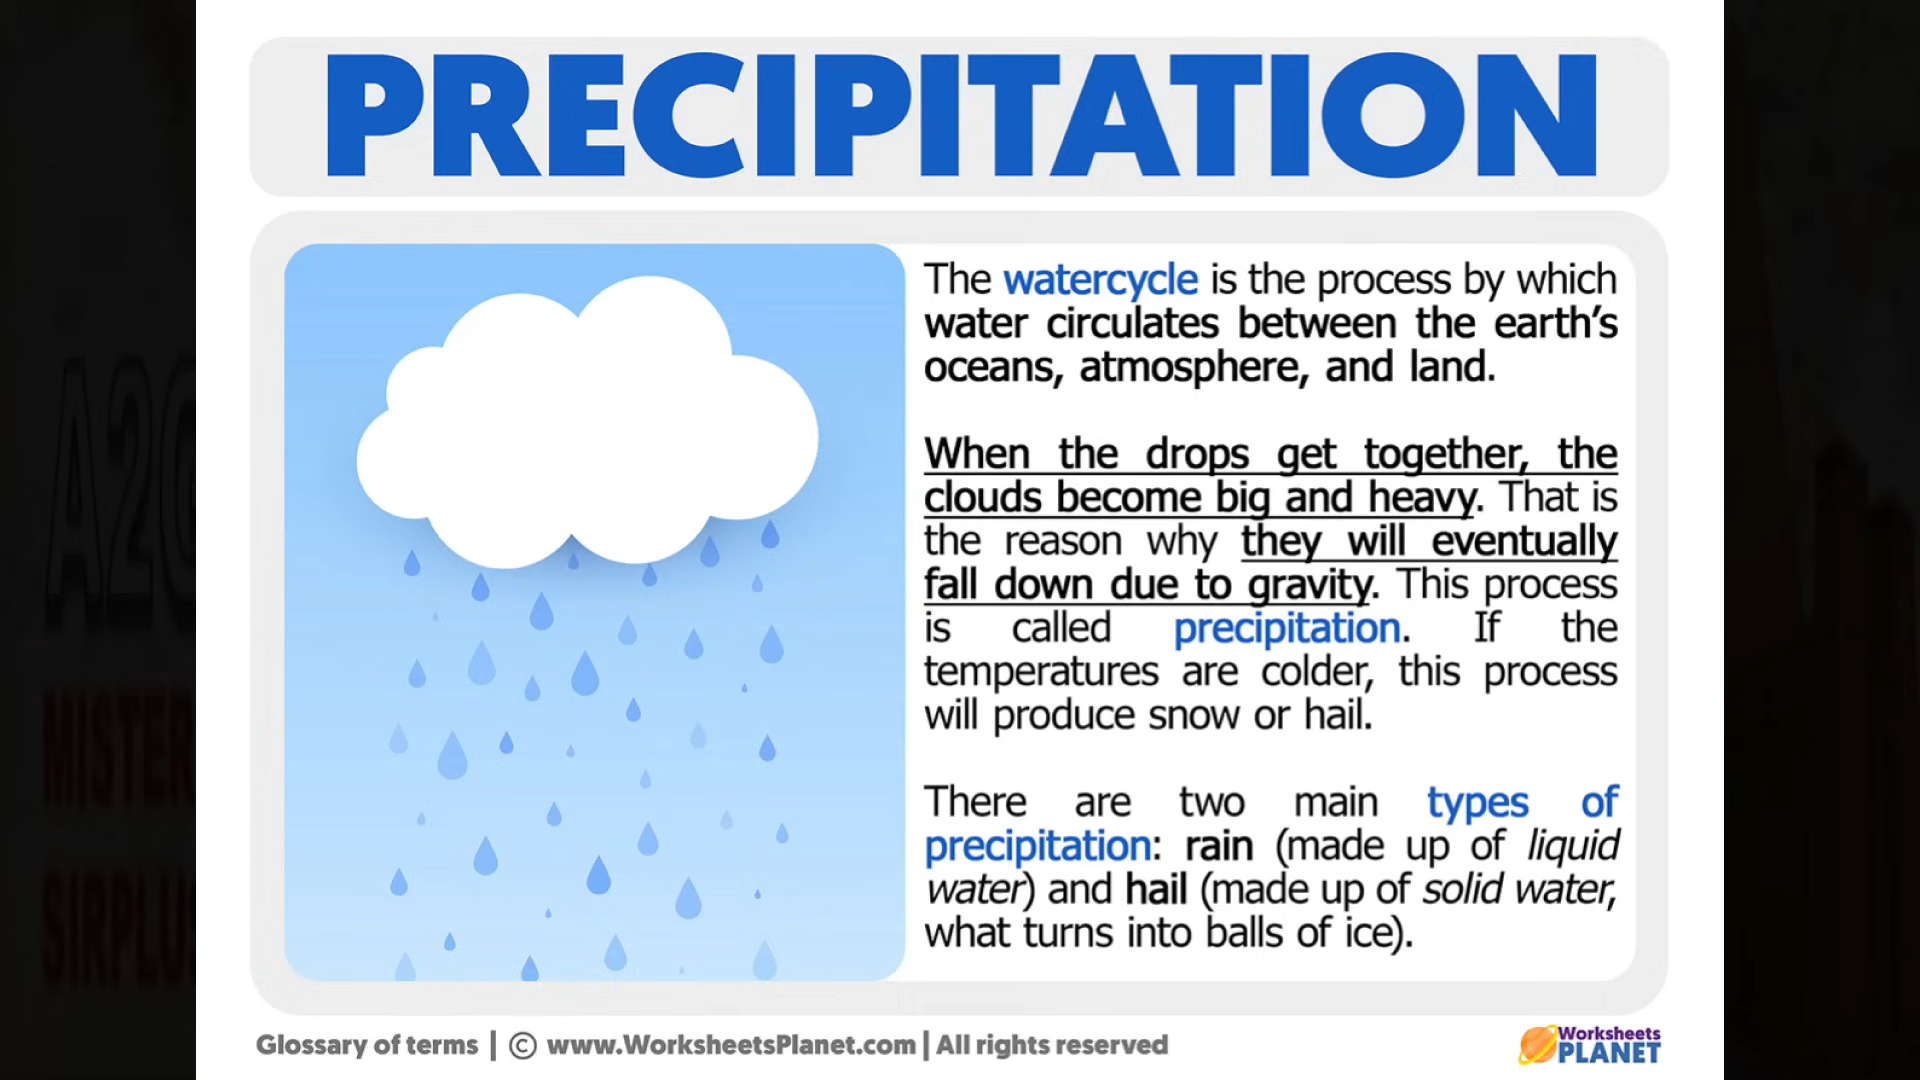 PRECIPITATION
The watercycle is the process by which
water circulates between the earth’s
oceans, atmosphere, and land.
When the drops get together, the
clouds become big and heavy. That is
the reason why they will eventually
fall down due to gravity. This process
is called precipitation. If the
temperatures are colder, this process
will produce snow or hail.
There are two main types of
precipitation: rain (made up of liquid
water) and hail (made up of solid water,
what turns into balls of ice).
Glossary of terms | © www.WorksheetsPlanet.com | All rights reserved
Worksheets
PLANET
A2G
MISTER
SIRPLUS